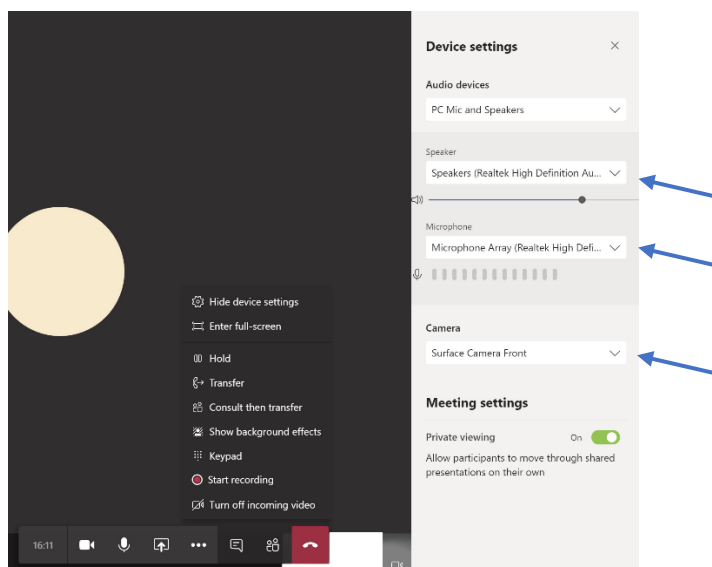 Device settings
Audio devices
PC Mic and Speakers
Speaker
Speakers (Realtek High Definition Au...
Microphone
Microphone Array (Realtek High Defi...
Camera
Surface Camera Front
Meeting settings
Private viewing On
Allow participants to move through shared
presentations on their own
Hide device settings
Enter full-screen
Hold
Transfer
Consult then transfer
Show background effects
Keypad
Start recording
Turn off incoming video
16:11